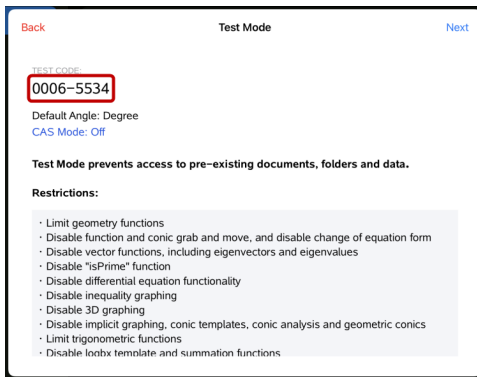 Back Test Mode Next
TEST CODE:
0006-5534
Default Angle: Degree
CAS Mode: Off
Test Mode prevents access to pre-existing documents, folders and data.
Restrictions:
· Limit geometry functions
· Disable function and conic grab and move, and disable change of equation form
· Disable vector functions, including eigenvectors and eigenvalues
· Disable "isPrime" function
· Disable differential equation functionality
· Disable inequality graphing
· Disable 3D graphing
· Disable implicit graphing, conic templates, conic analysis and geometric conics
· Limit trigonometric functions
· Disable logbx template and summation functions